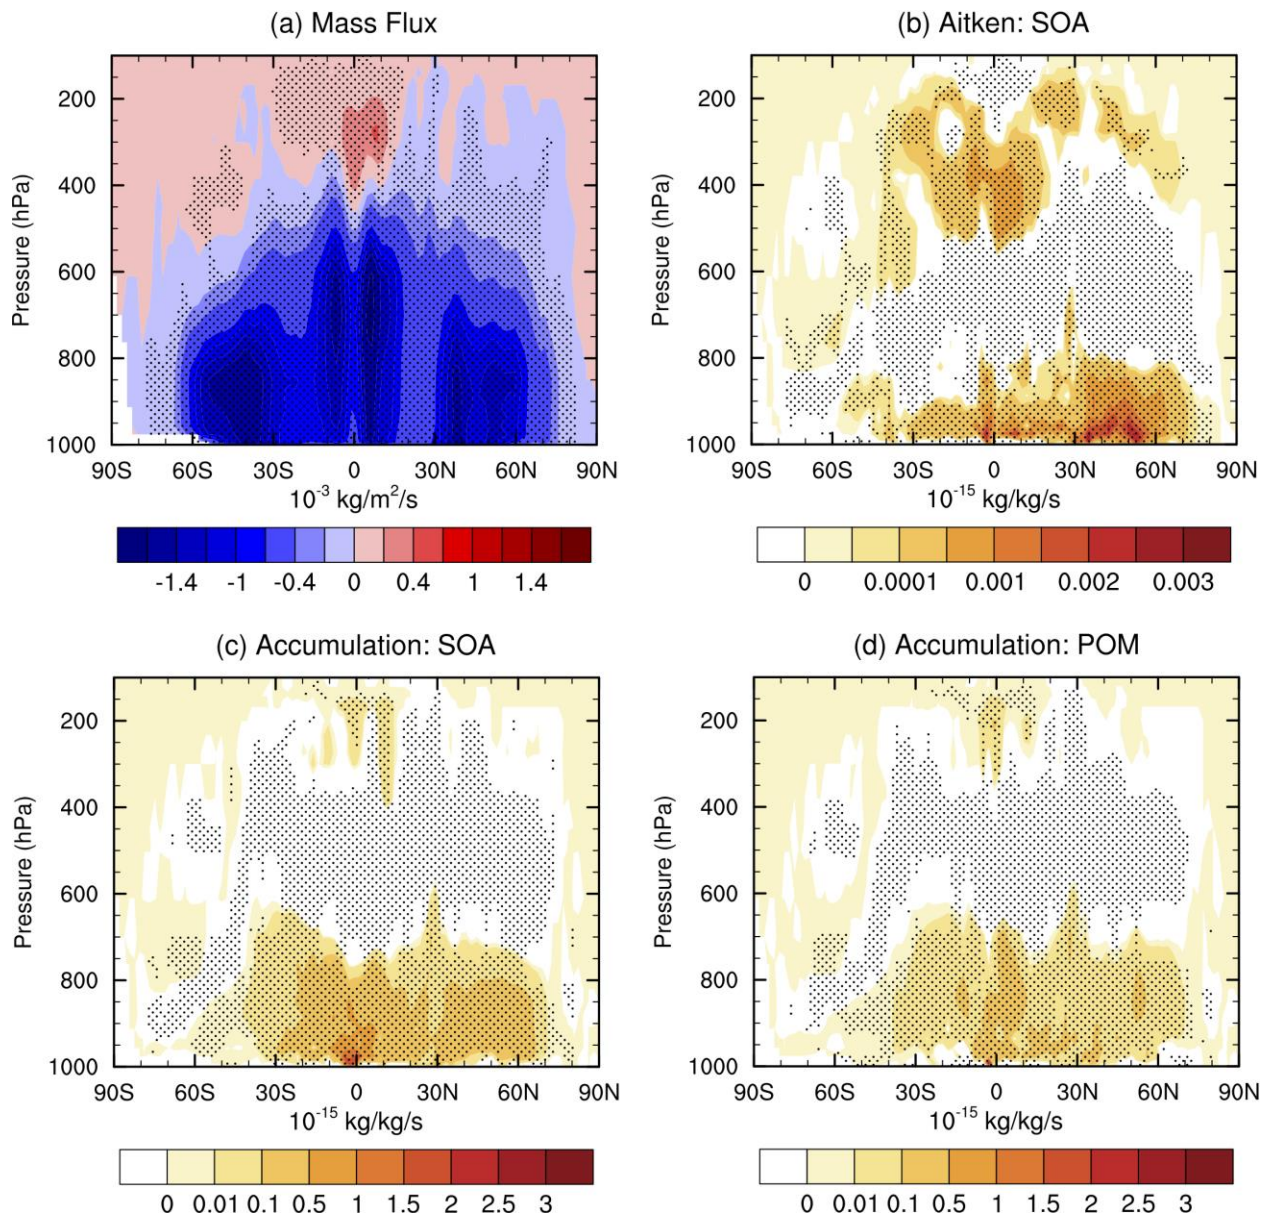 (a) Mass Flux
(b) Aitken: SOA
Pressure (hPa)
200
400
600
800
1000
90S 60S 30S 0 30N 60N 90N
10⁻³ kg/m²/s
-1.4 -1 -0.4 0 0.4 1 1.4
Pressure (hPa)
200
400
600
800
1000
90S 60S 30S 0 30N 60N 90N
10⁻¹⁵ kg/kg/s
0 0.0001 0.001 0.002 0.003
(c) Accumulation: SOA
(d) Accumulation: POM
Pressure (hPa)
200
400
600
800
1000
90S 60S 30S 0 30N 60N 90N
10⁻¹⁵ kg/kg/s
0 0.01 0.1 0.5 1 1.5 2 2.5 3
Pressure (hPa)
200
400
600
800
1000
90S 60S 30S 0 30N 60N 90N
10⁻¹⁵ kg/kg/s
0 0.01 0.1 0.5 1 1.5 2 2.5 3